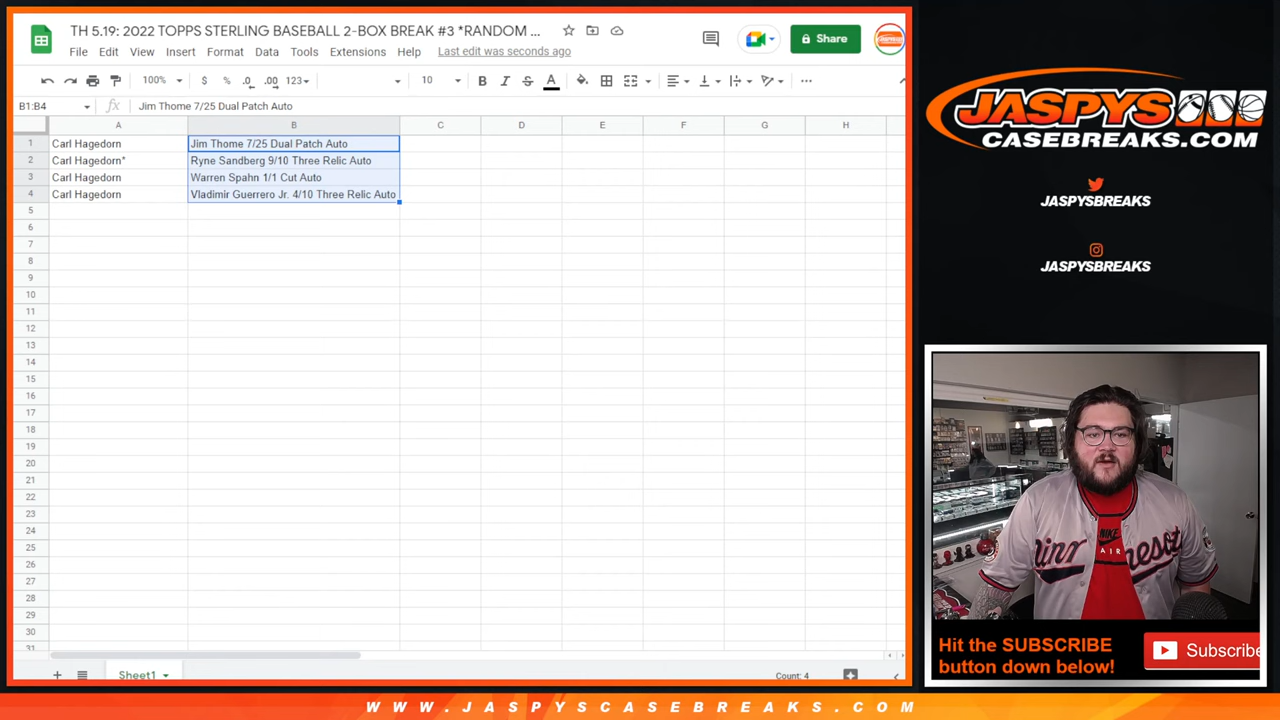 TH 5.19: 2022 TOPPS STERLING BASEBALL 2-BOX BREAK #3 *RANDOM ...
File Edit View Insert Format Data Tools Extensions Help Last edit was seconds ago
Share
100% $ % .0 .00 123 10 B I S A
B1:B4 fx Jim Thome 7/25 Dual Patch Auto
A B C D E F G H
1 Carl Hagedorn Jim Thome 7/25 Dual Patch Auto
2 Carl Hagedorn* Ryne Sandberg 9/10 Three Relic Auto
3 Carl Hagedorn Warren Spahn 1/1 Cut Auto
4 Carl Hagedorn Vladimir Guerrero Jr. 4/10 Three Relic Auto
5
6
7
8
9
10
11
12
13
14
15
16
17
18
19
20
21
22
23
24
25
26
27
28
29
30
31
Sheet1 Count: 4
JASPYS
CASEBREAKS.COM
JASPYSBREAKS
JASPYSBREAKS
NIKE
AIR
Hit the SUBSCRIBE
button down below!
Subscribe
WWW.JASPYSCASEBREAKS.COM